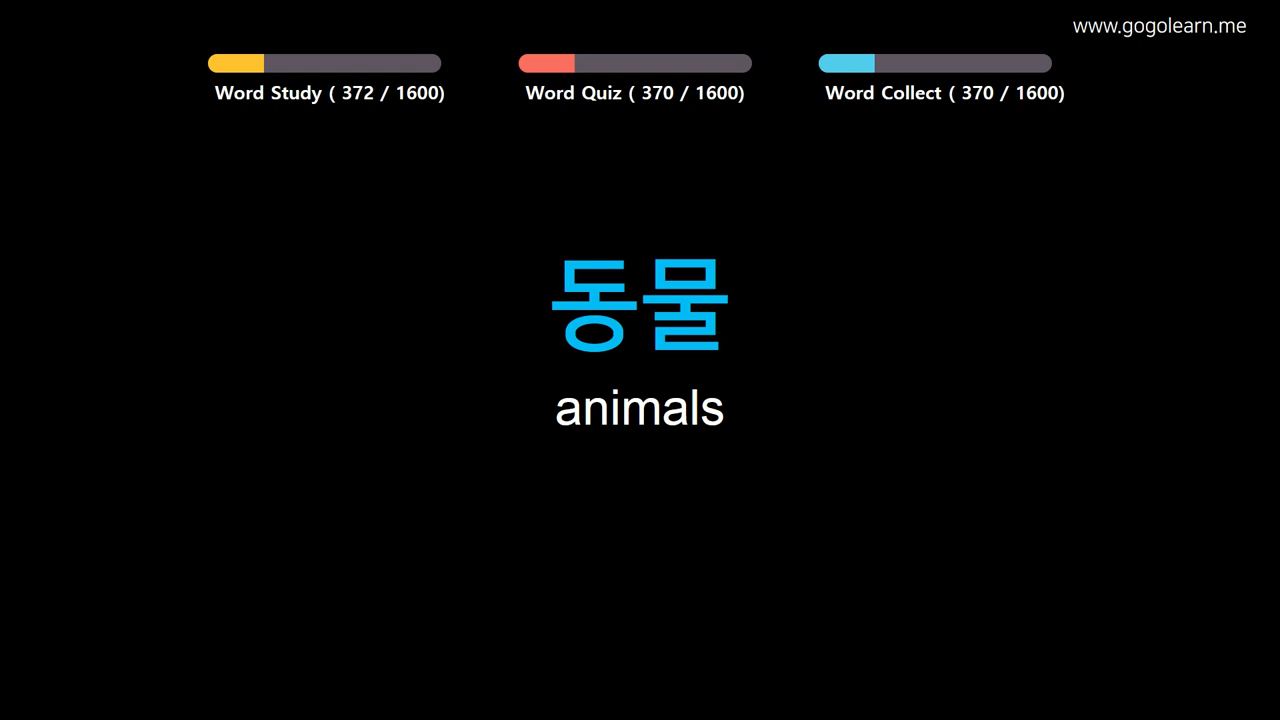 www.gogolearn.me
Word Study ( 372 / 1600)
Word Quiz ( 370 / 1600)
Word Collect ( 370 / 1600)
동물
animals